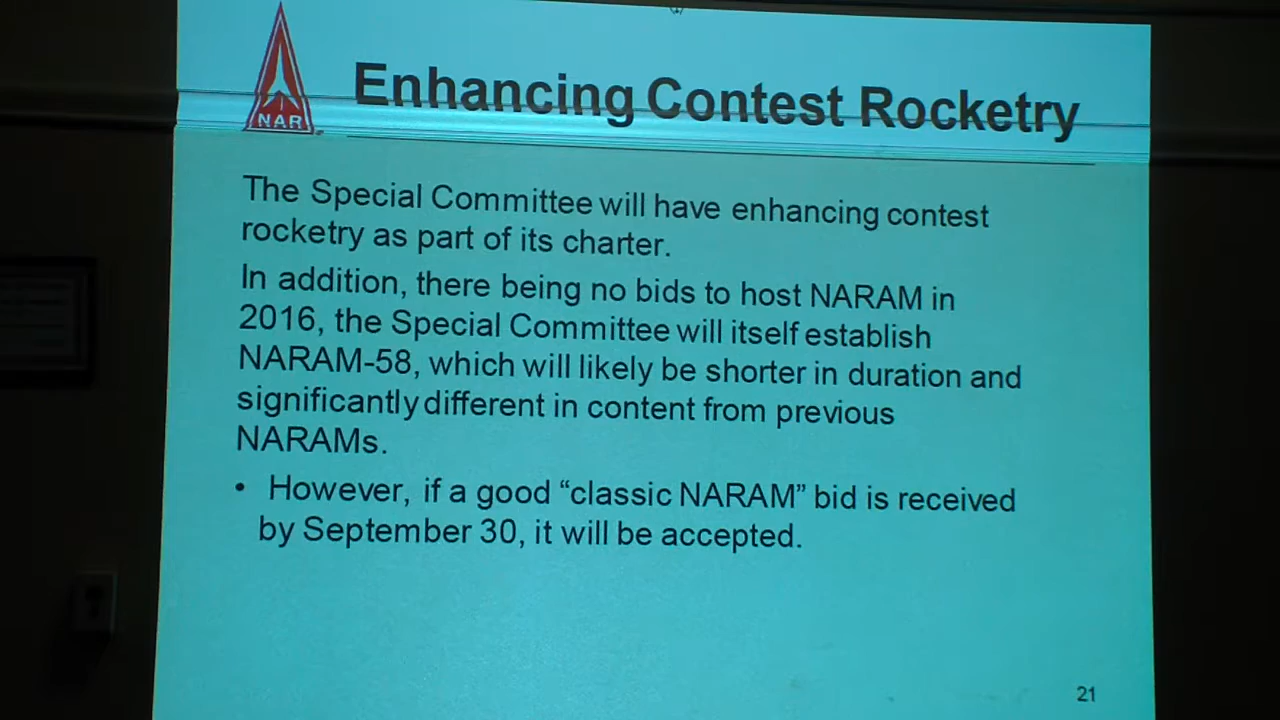 NAR
Enhancing Contest Rocketry
The Special Committee will have enhancing contest
rocketry as part of its charter.
In addition, there being no bids to host NARAM in
2016, the Special Committee will itself establish
NARAM-58, which will likely be shorter in duration and
significantly different in content from previous
NARAMs.
• However, if a good “classic NARAM” bid is received
by September 30, it will be accepted.
21